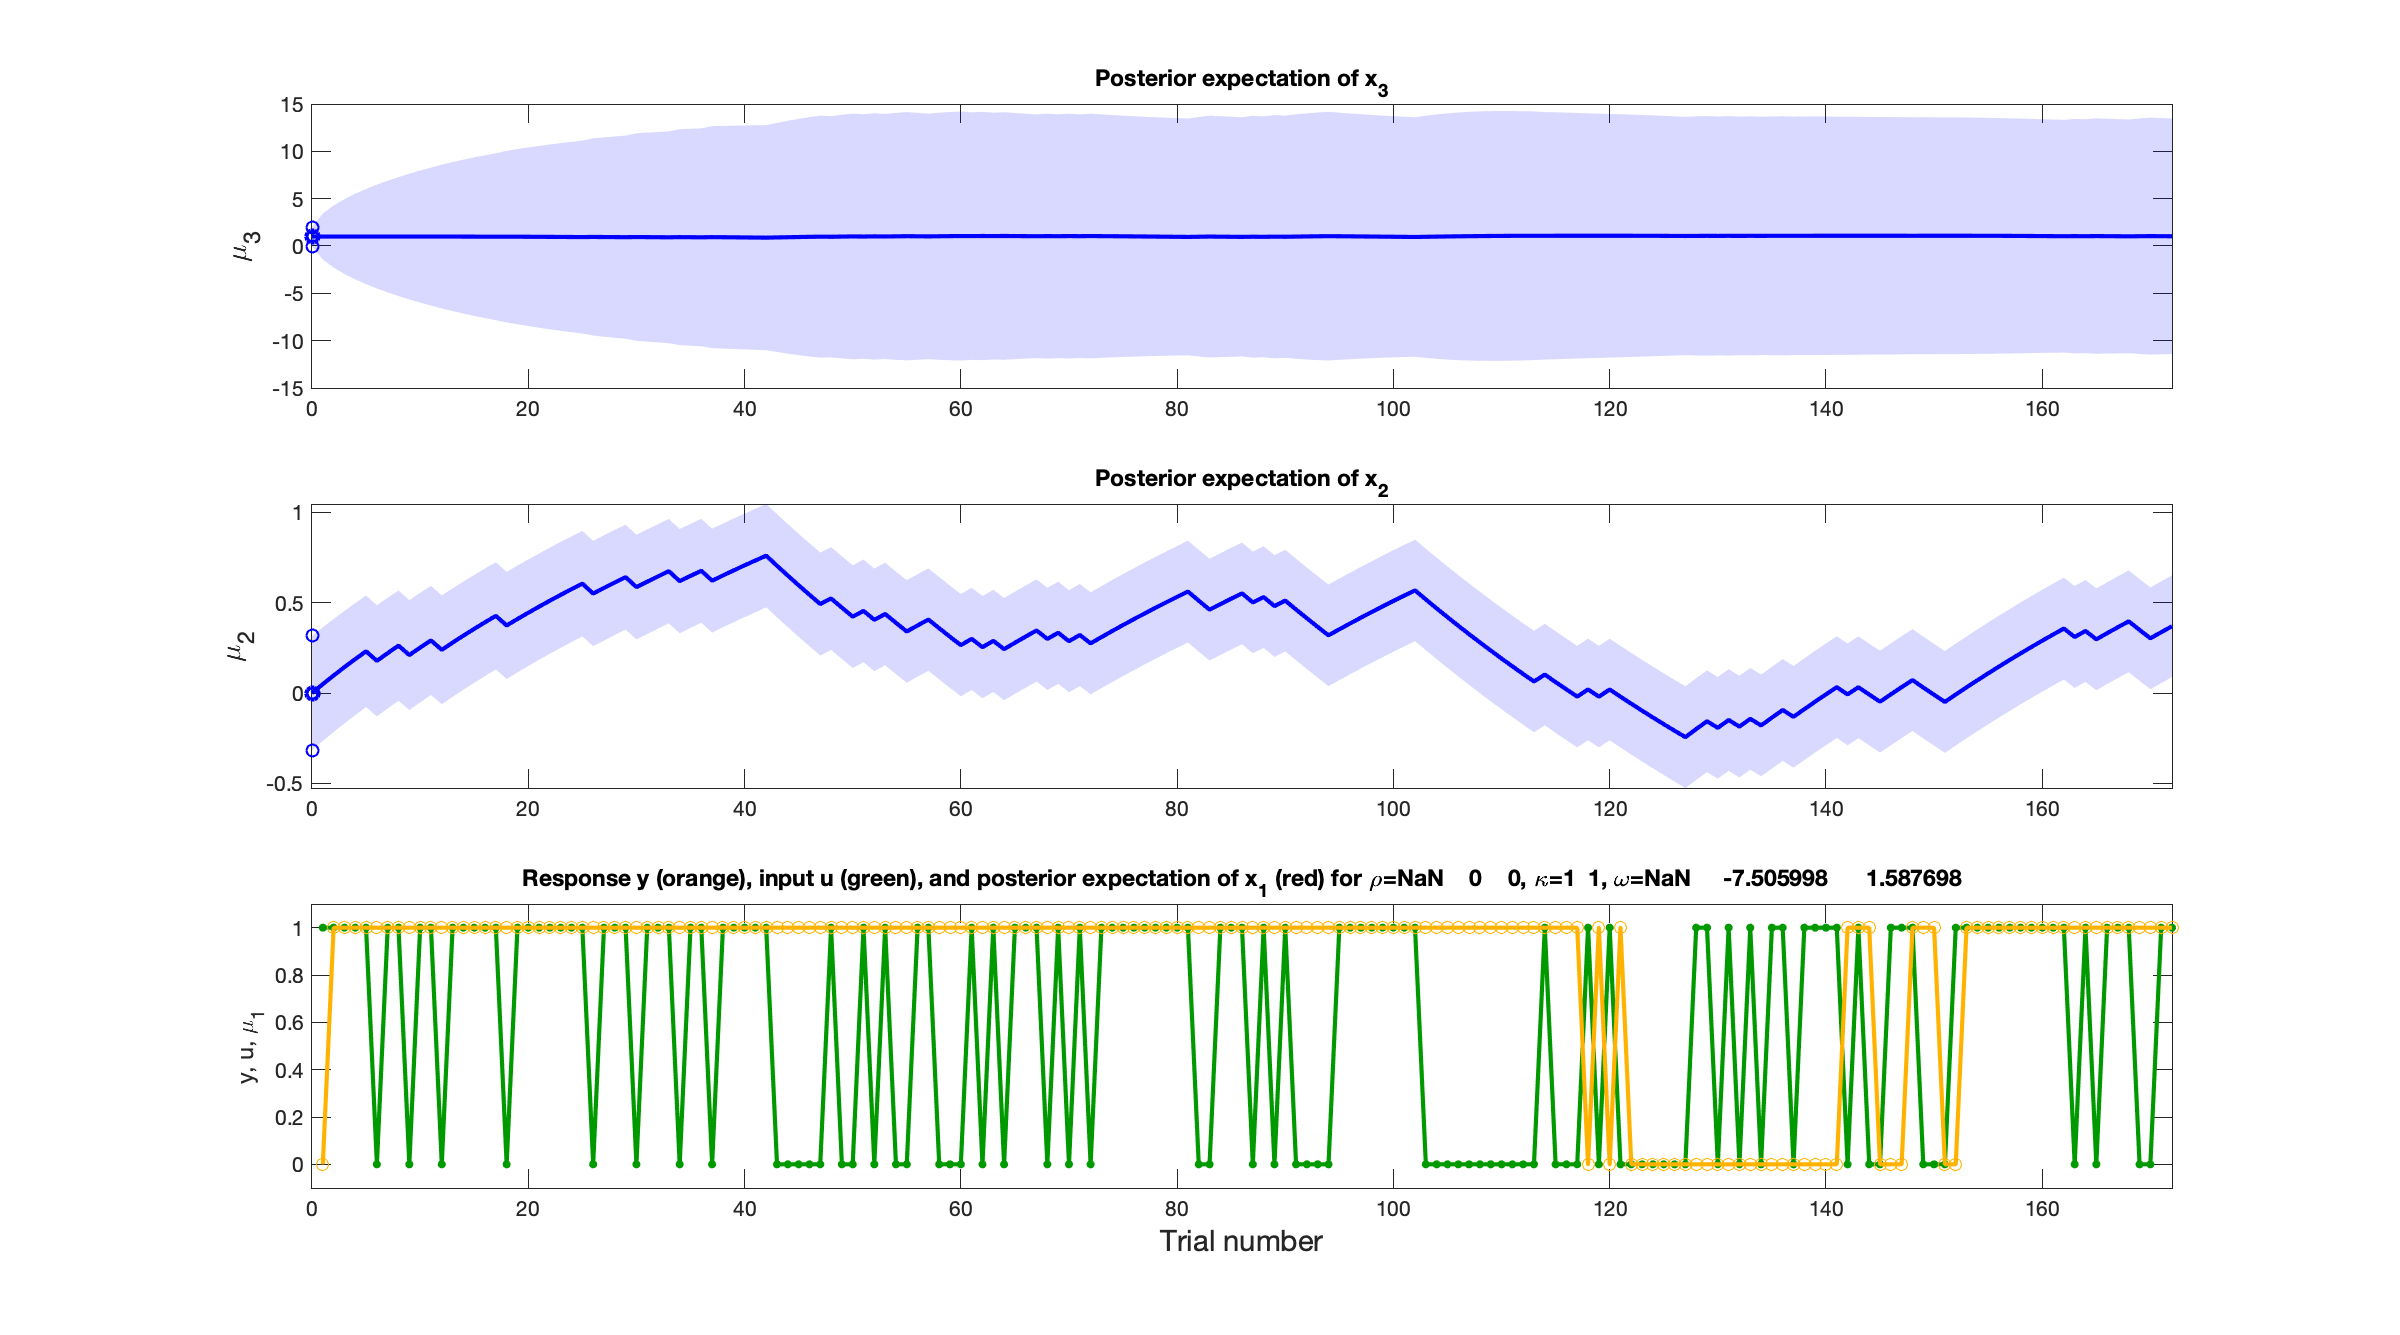 Posterior expectation of x3
15
10
5
0
-5
-10
-15
μ3
0 20 40 60 80 100 120 140 160
Posterior expectation of x2
1
0.5
0
-0.5
μ2
0 20 40 60 80 100 120 140 160
Response y (orange), input u (green), and posterior expectation of x1 (red) for ρ=NaN 0 0, κ=1 1, ω=NaN -7.505998 1.587698
1
0.8
0.6
0.4
0.2
0
y, u, μ1
0 20 40 60 80 100 120 140 160
Trial number